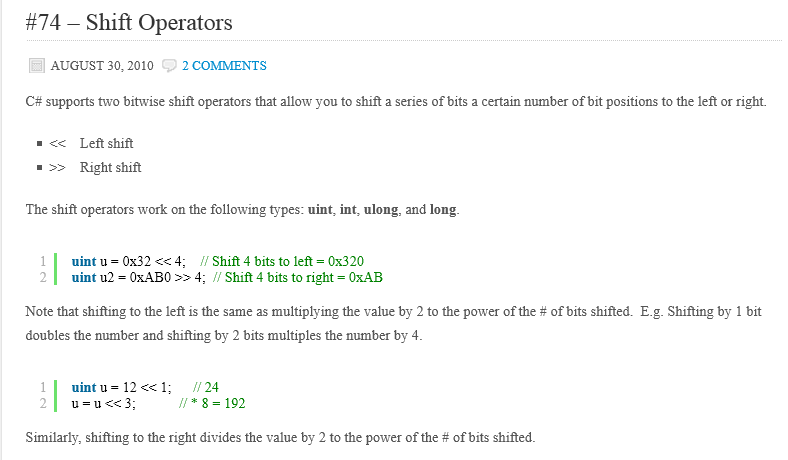 #74 – Shift Operators
AUGUST 30, 2010 2 COMMENTS
C# supports two bitwise shift operators that allow you to shift a series of bits a certain number of bit positions to the left or right.
▪ << Left shift
▪ >> Right shift
The shift operators work on the following types: uint, int, ulong, and long.
1 uint u = 0x32 << 4; // Shift 4 bits to left = 0x320
2 uint u2 = 0xAB0 >> 4; // Shift 4 bits to right = 0xAB
Note that shifting to the left is the same as multiplying the value by 2 to the power of the # of bits shifted. E.g. Shifting by 1 bit
doubles the number and shifting by 2 bits multiples the number by 4.
1 uint u = 12 << 1; // 24
2 u = u << 3; // * 8 = 192
Similarly, shifting to the right divides the value by 2 to the power of the # of bits shifted.